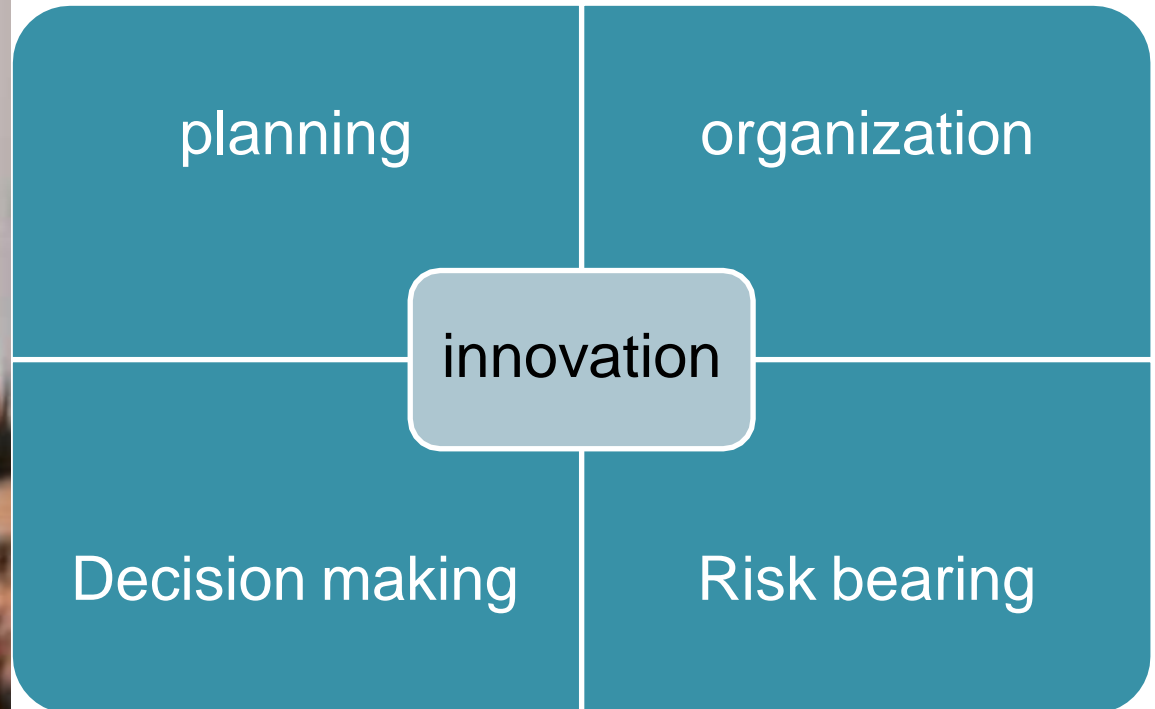 planning
organization
innovation
Decision making
Risk bearing